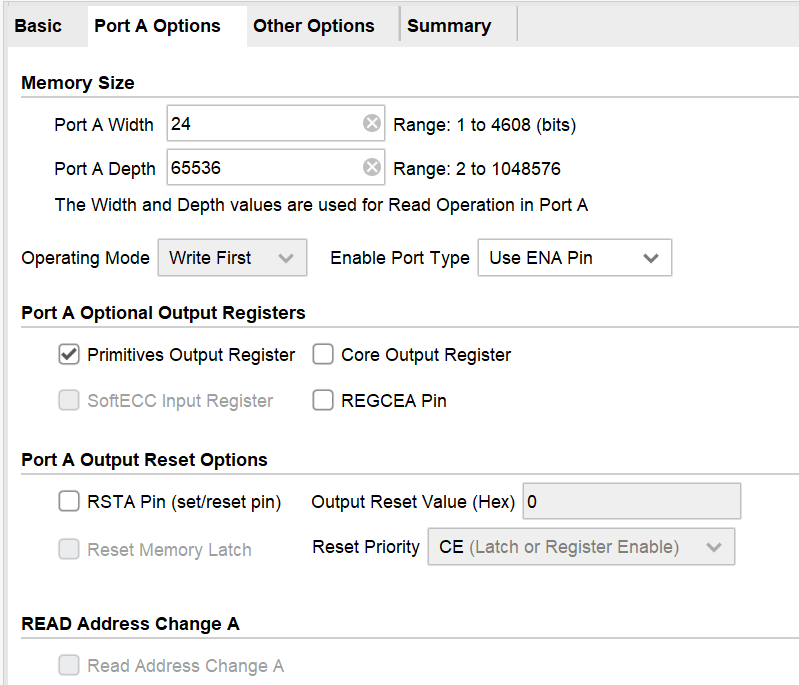 Basic Port A Options Other Options Summary
Memory Size
Port A Width 24 Range: 1 to 4608 (bits)
Port A Depth 65536 Range: 2 to 1048576
The Width and Depth values are used for Read Operation in Port A
Operating Mode Write First Enable Port Type Use ENA Pin
Port A Optional Output Registers
Primitives Output Register Core Output Register
SoftECC Input Register REGCEA Pin
Port A Output Reset Options
RSTA Pin (set/reset pin) Output Reset Value (Hex) 0
Reset Memory Latch Reset Priority CE (Latch or Register Enable)
READ Address Change A
Read Address Change A